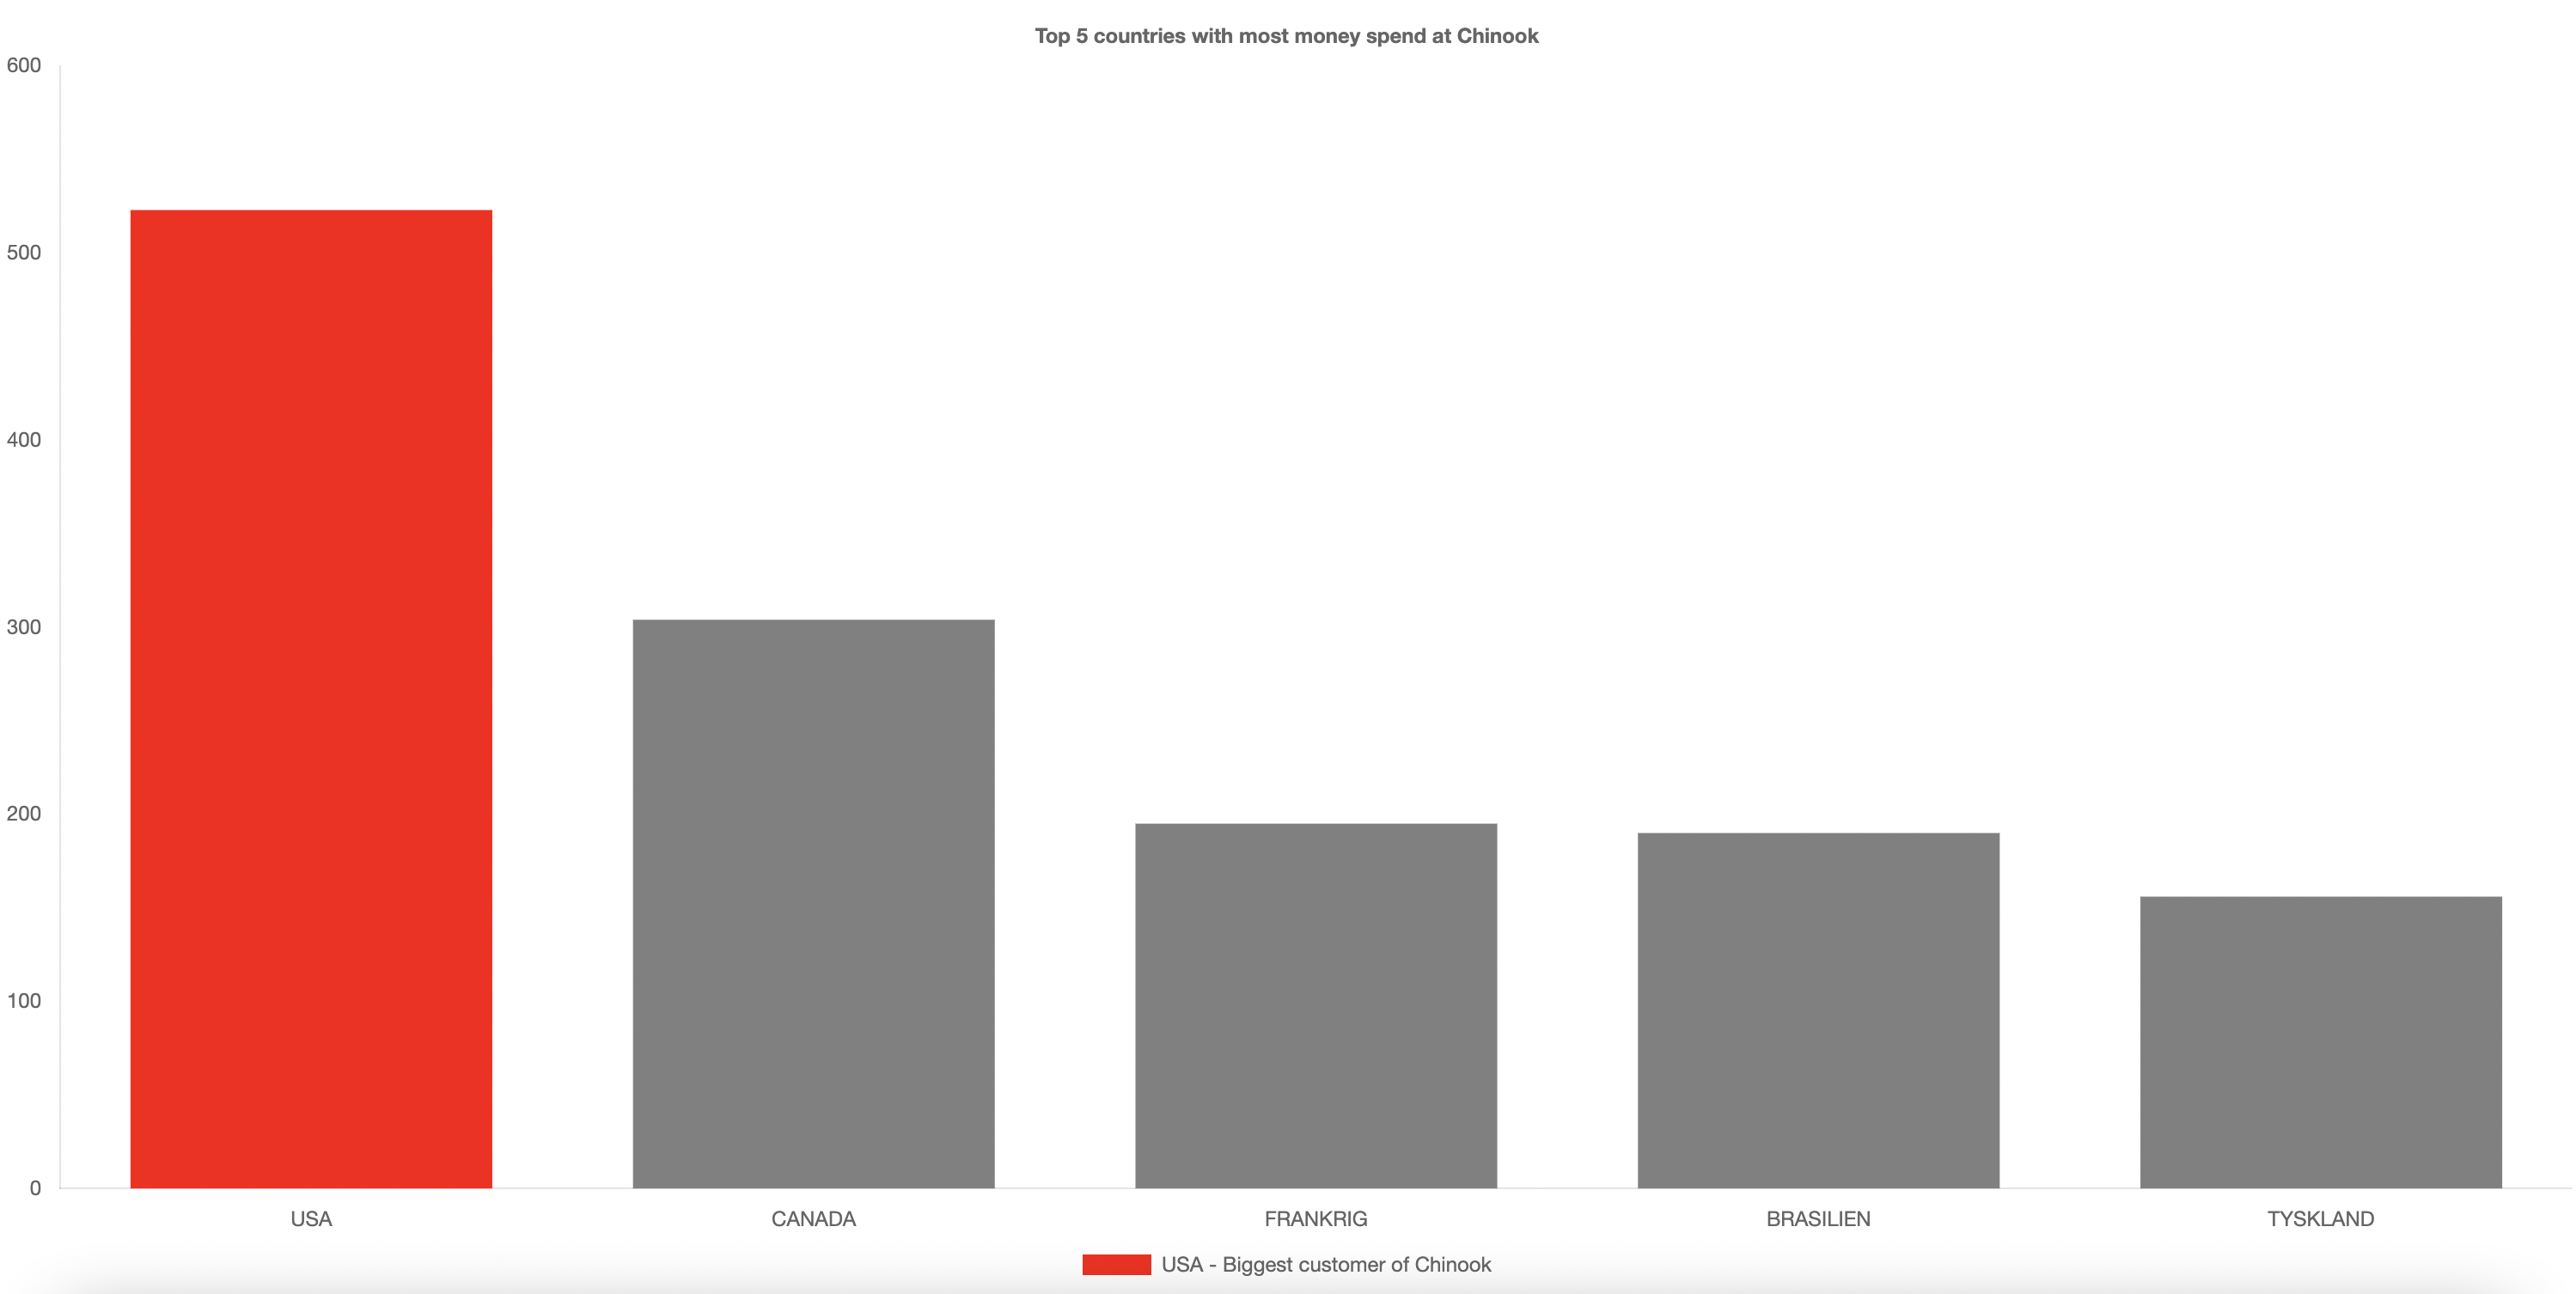 Top 5 countries with most money spend at Chinook
600
500
400
300
200
100
0
USA CANADA FRANKRIG BRASILIEN TYSKLAND
USA - Biggest customer of Chinook